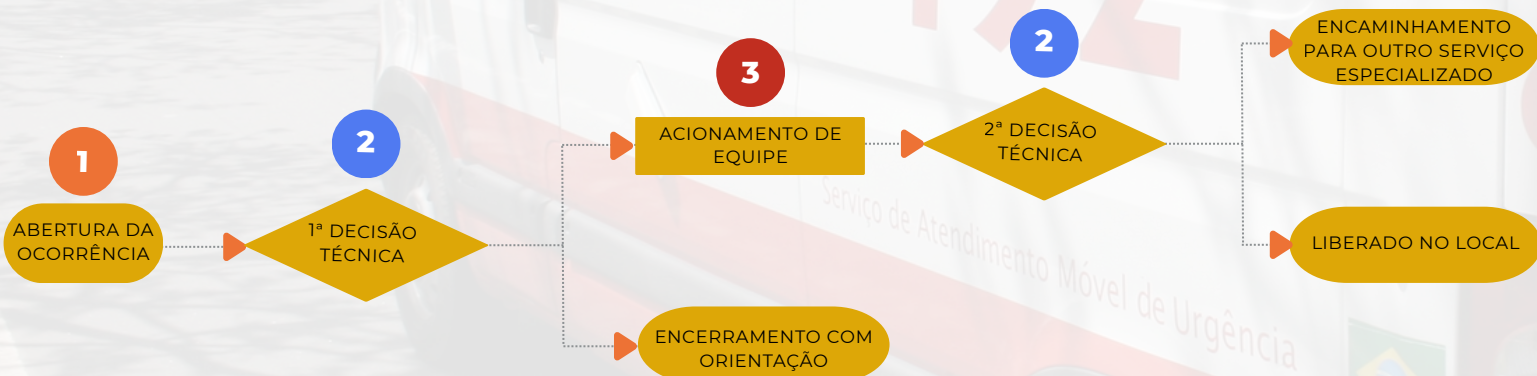 1
ABERTURA DA
OCORRÊNCIA
2
1ª DECISÃO
TÉCNICA
3
ACIONAMENTO DE
EQUIPE
ENCERRAMENTO COM
ORIENTAÇÃO
2
2ª DECISÃO
TÉCNICA
ENCAMINHAMENTO
PARA OUTRO SERVIÇO
ESPECIALIZADO
LIBERADO NO LOCAL
192
Serviço de Atendimento Móvel de Urgência